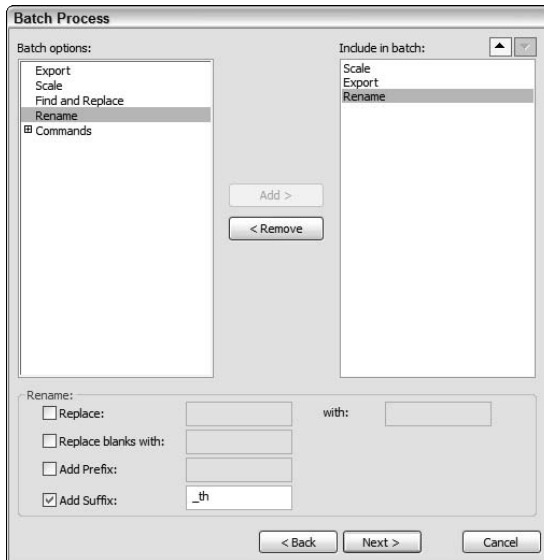 Batch Process
Batch options:
Include in batch:
Export
Scale
Find and Replace
Rename
Commands
Scale
Export
Rename
Add >
< Remove
Rename:
Replace:
with:
Replace blanks with:
Add Prefix:
Add Suffix:
_th
< Back
Next >
Cancel